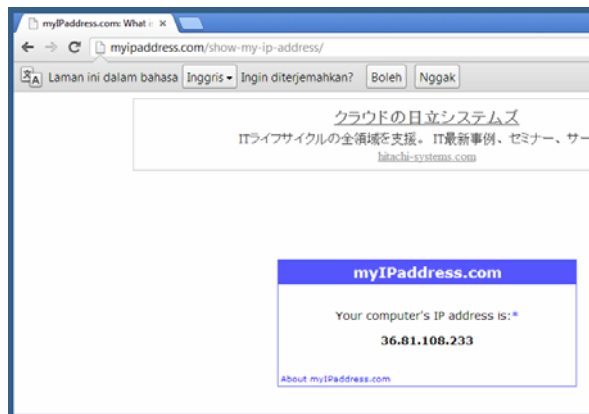 myIPaddress.com: What i
myipaddress.com/show-my-ip-address/
Laman ini dalam bahasa Inggris Ingin diterjemahkan? Boleh Nggak
クラウドの日立システムズ
ITライフサイクルの全領域を支援。 IT最新事例、セミナー、サー
hitachi-systems.com
myIPaddress.com
Your computer's IP address is:*
36.81.108.233
About myIPaddress.com